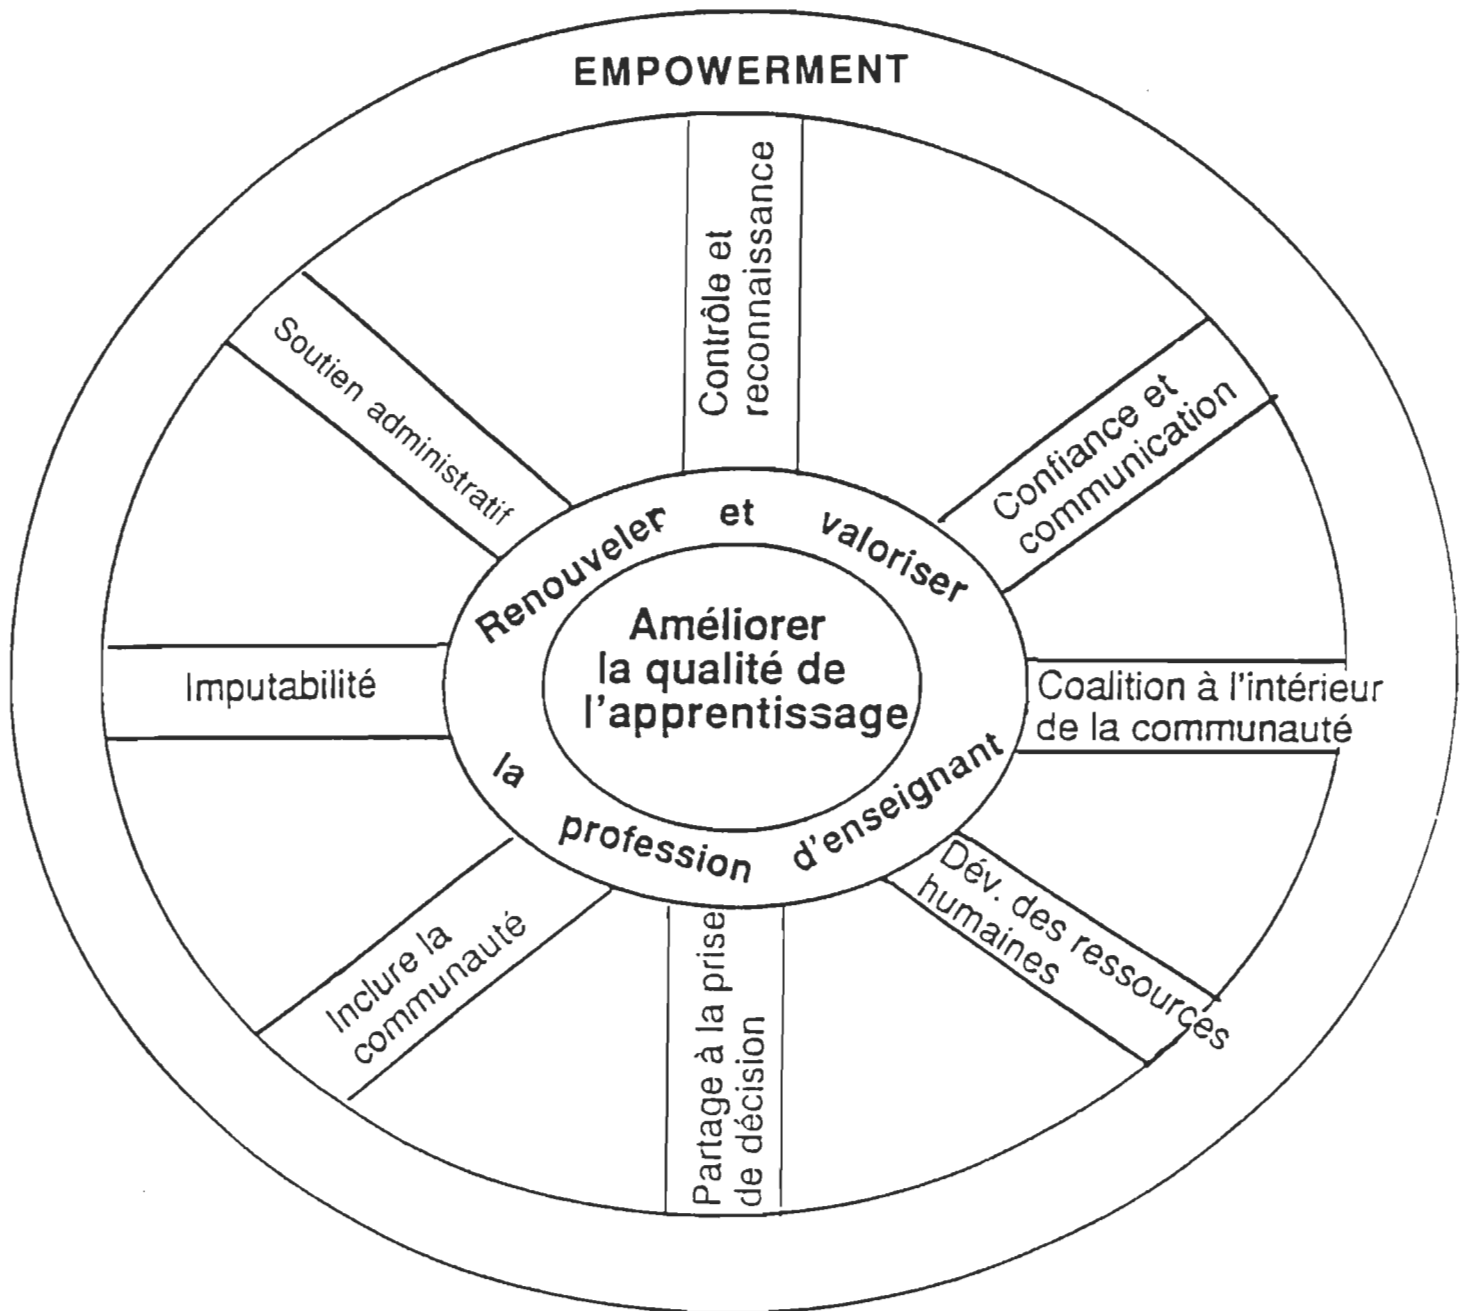 EMPOWERMENT
Contrôle et
reconnaissance
Confiance et
communication
Coalition à l'intérieur
de la communauté
Dév. des ressources
humaines
Partage à la prise
de décision
Inclure la
communauté
Imputabilité
Soutien administratif
Renouveler et valoriser
la profession d'enseignant
Améliorer
la qualité de
l'apprentissage